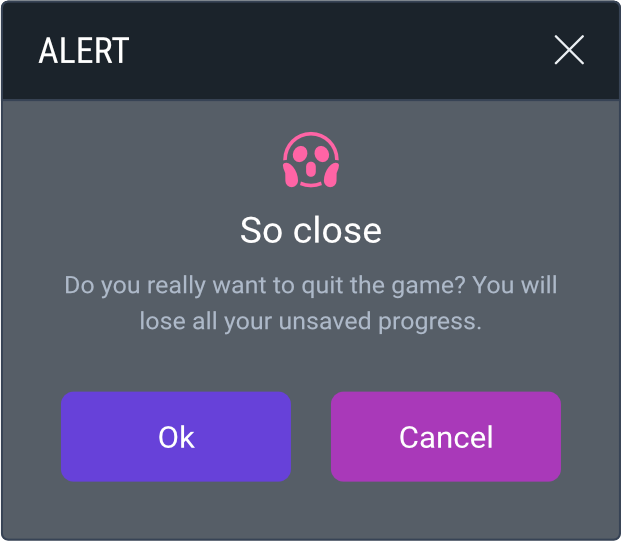 ALERT
So close
Do you really want to quit the game? You will
lose all your unsaved progress.
Ok
Cancel